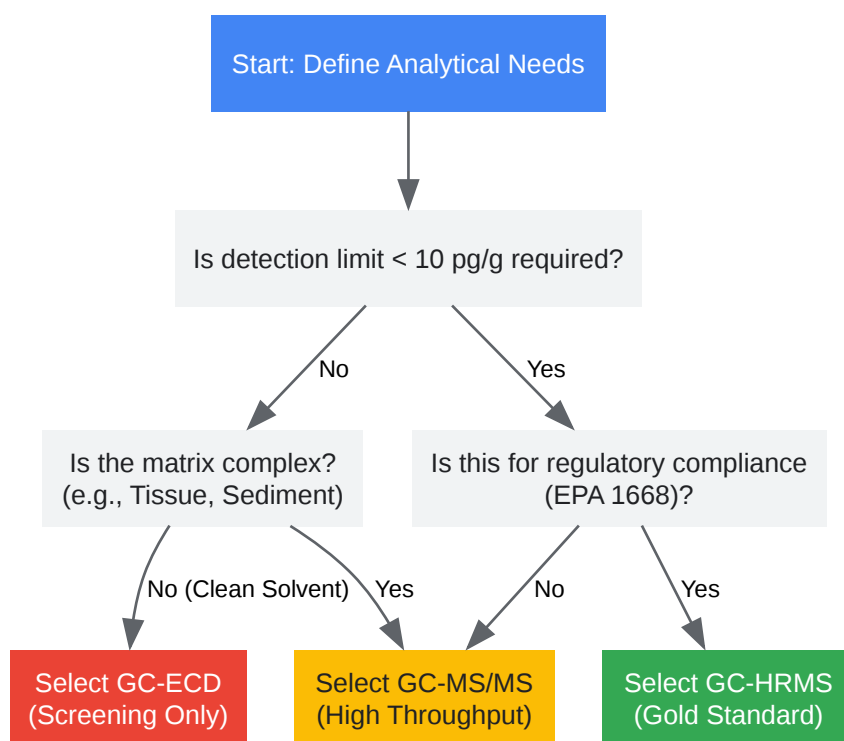 Start: Define Analytical Needs
Is detection limit < 10 pg/g required?
No
Yes
Is the matrix complex?
(e.g., Tissue, Sediment)
Is this for regulatory compliance
(EPA 1668)?
No (Clean Solvent)
Yes
No
Yes
Select GC-ECD
(Screening Only)
Select GC-MS/MS
(High Throughput)
Select GC-HRMS
(Gold Standard)